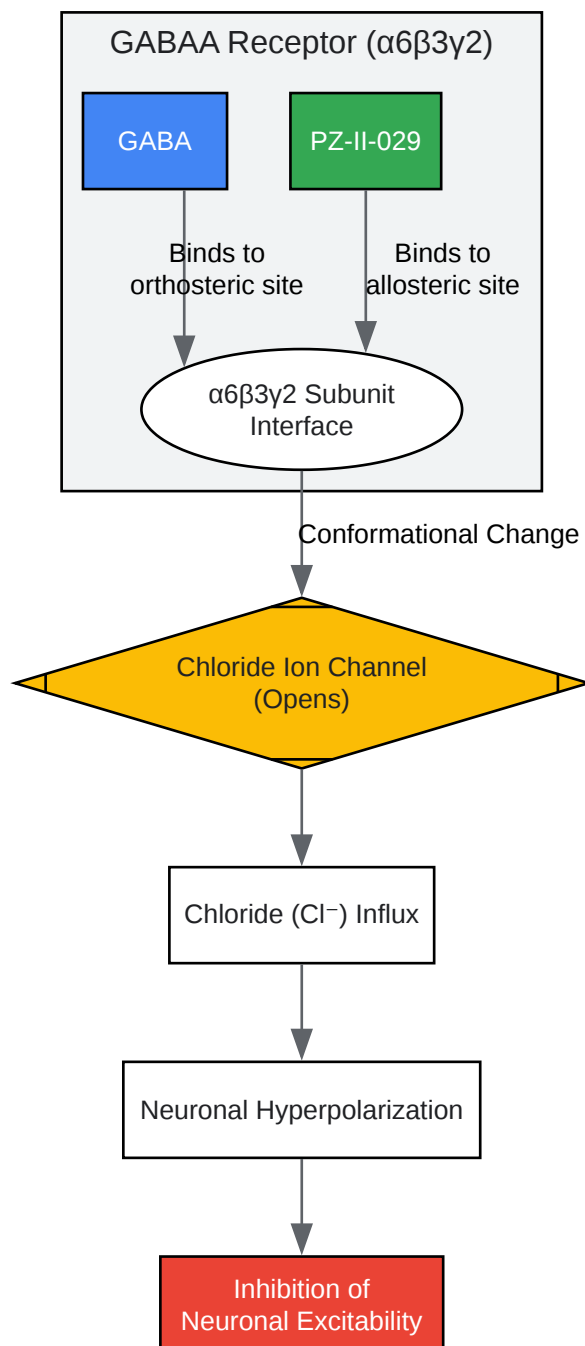 GABAA Receptor (α6β3γ2)
GABA
PZ-II-029
Binds to
orthosteric site
Binds to
allosteric site
α6β3γ2 Subunit
Interface
Conformational Change
Chloride Ion Channel
(Opens)
Chloride (Cl⁻) Influx
Neuronal Hyperpolarization
Inhibition of
Neuronal Excitability